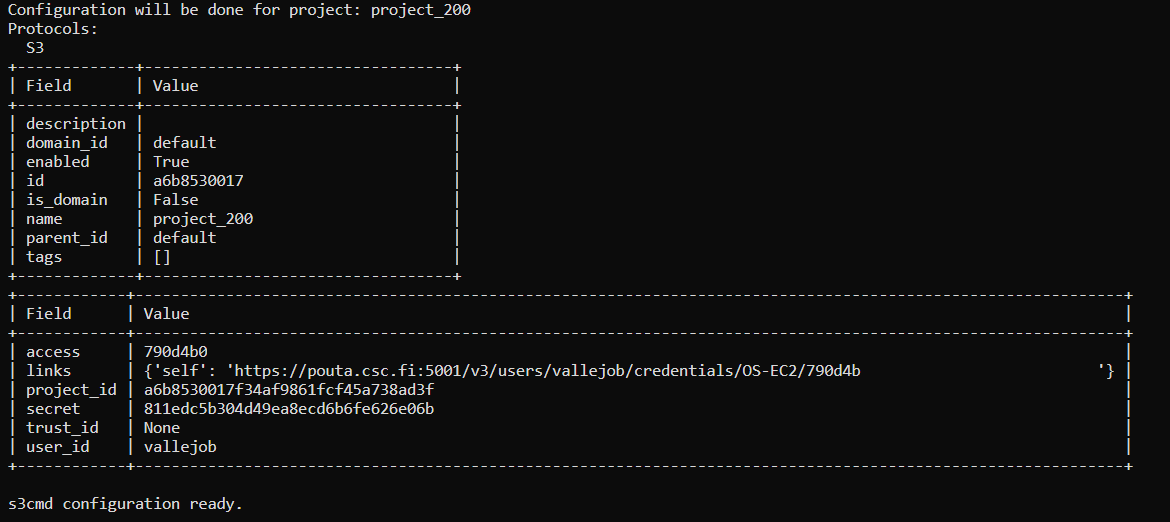 Configuration will be done for project: project_200
Protocols:
  S3
+-------------+----------------------------------+
| Field       | Value                            |
+-------------+----------------------------------+
| description |                                  |
| domain_id   | default                          |
| enabled     | True                             |
| id          | a6b8530017                       |
| is_domain   | False                            |
| name        | project_200                      |
| parent_id   | default                          |
| tags        | []                               |
+-------------+----------------------------------+
+------------+--------------------------------------------------------------------------------------------------------------+
| Field      | Value                                                                                                        |
+------------+--------------------------------------------------------------------------------------------------------------+
| access     | 790d4b0                                                                                                      |
| links      | {'self': 'https://pouta.csc.fi:5001/v3/users/vallejob/credentials/OS-EC2/790d4b                          '} |
| project_id | a6b8530017f34af9861fcf45a738ad3f                                                                             |
| secret     | 811edc5b304d49ea8ecd6b6fe626e06b                                                                             |
| trust_id   | None                                                                                                         |
| user_id    | vallejob                                                                                                     |
+------------+--------------------------------------------------------------------------------------------------------------+
s3cmd configuration ready.